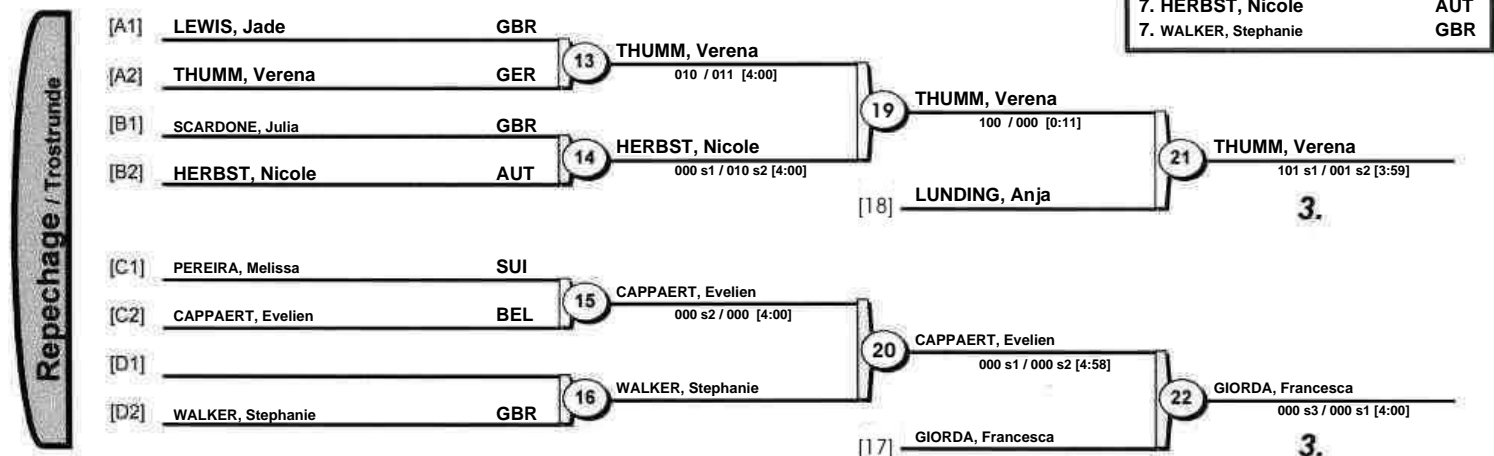 7. HERBST, Nicole AUT
7. WALKER, Stephanie GBR
Repechage / Trostrunde
[A1] LEWIS, Jade GBR
[A2] THUMM, Verena GER
13 THUMM, Verena
010 / 011 [4:00]
[B1] SCARDONE, Julia GBR
[B2] HERBST, Nicole AUT
14 HERBST, Nicole
000 s1 / 010 s2 [4:00]
19 THUMM, Verena
100 / 000 [0:11]
[18] LUNDING, Anja
21 THUMM, Verena
101 s1 / 001 s2 [3:59]
3.
[C1] PEREIRA, Melissa SUI
[C2] CAPPAERT, Evelien BEL
15 CAPPAERT, Evelien
000 s2 / 000 [4:00]
[D1]
[D2] WALKER, Stephanie GBR
16 WALKER, Stephanie
20 CAPPAERT, Evelien
000 s1 / 000 s2 [4:58]
[17] GIORDA, Francesca
22 GIORDA, Francesca
000 s3 / 000 s1 [4:00]
3.